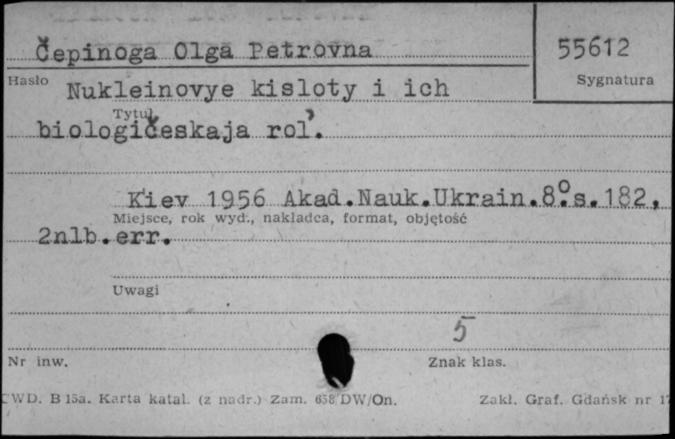 Čepinoga Olga Petrovna
55612
Hasło
Sygnatura
Nukleinovye kisloty i ich
Tytuł
biologičeskaja rol'.
Kiev 1956 Akad.Nauk.Ukrain.8°.s.182,
Miejsce, rok wyd., nakładca, format, objętość
2nlb.err.
Uwagi
5
Nr inw.
Znak klas.
CWD. B 15a. Karta katal. (z nadr.) Zam. 658/DW/On.
Zakł. Graf. Gdańsk nr